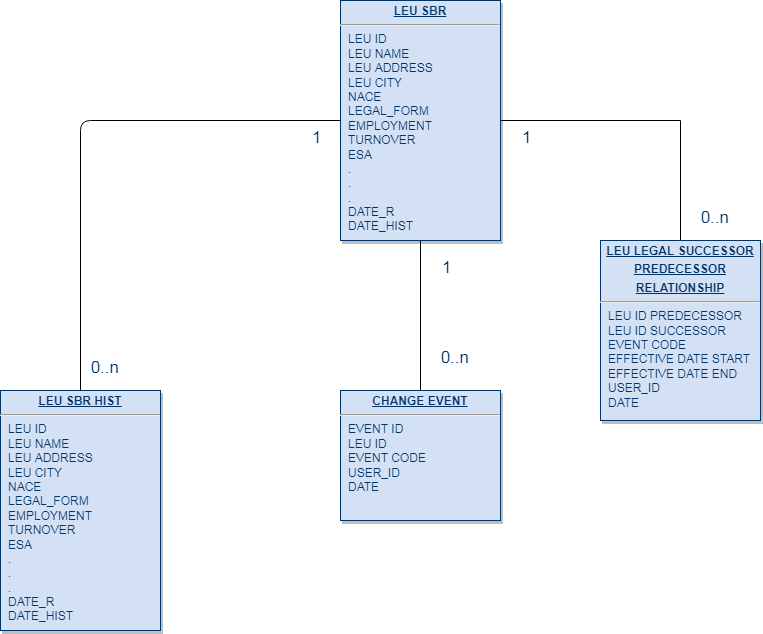 LEU SBR
LEU ID
LEU NAME
LEU ADDRESS
LEU CITY
NACE
LEGAL_FORM
EMPLOYMENT
TURNOVER
ESA
.
.
.
DATE_R
DATE_HIST
1
1
1
0..n
0..n
0..n
LEU LEGAL SUCCESSOR
PREDECESSOR
RELATIONSHIP
LEU ID PREDECESSOR
LEU ID SUCCESSOR
EVENT CODE
EFFECTIVE DATE START
EFFECTIVE DATE END
USER_ID
DATE
LEU SBR HIST
LEU ID
LEU NAME
LEU ADDRESS
LEU CITY
NACE
LEGAL_FORM
EMPLOYMENT
TURNOVER
ESA
.
.
.
DATE_R
DATE_HIST
CHANGE EVENT
EVENT ID
LEU ID
EVENT CODE
USER_ID
DATE